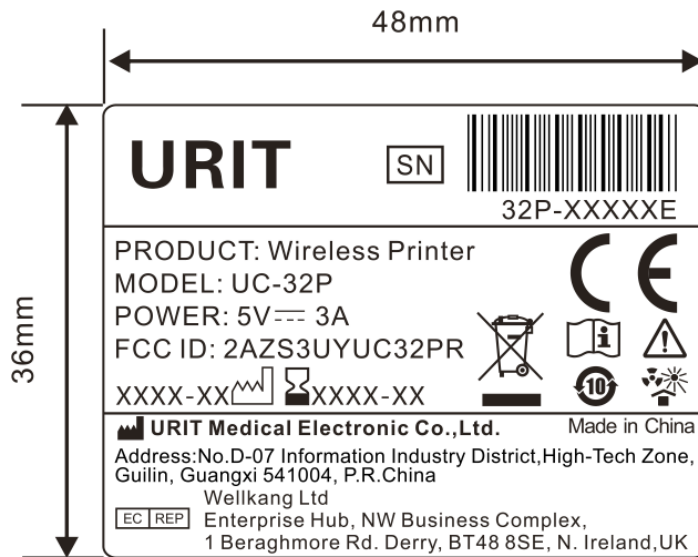 48mm
36mm
URIT
SN
32P-XXXXXE
PRODUCT: Wireless Printer
MODEL: UC-32P
POWER: 5V⎓ 3A
FCC ID: 2AZS3UYUC32PR
XXXX-XX XXXX-XX
CE
i
10
URIT Medical Electronic Co.,Ltd.
Made in China
Address:No.D-07 Information Industry District,High-Tech Zone,
Guilin, Guangxi 541004, P.R.China
EC REP
Wellkang Ltd
Enterprise Hub, NW Business Complex,
1 Beraghmore Rd. Derry, BT48 8SE, N. Ireland,UK